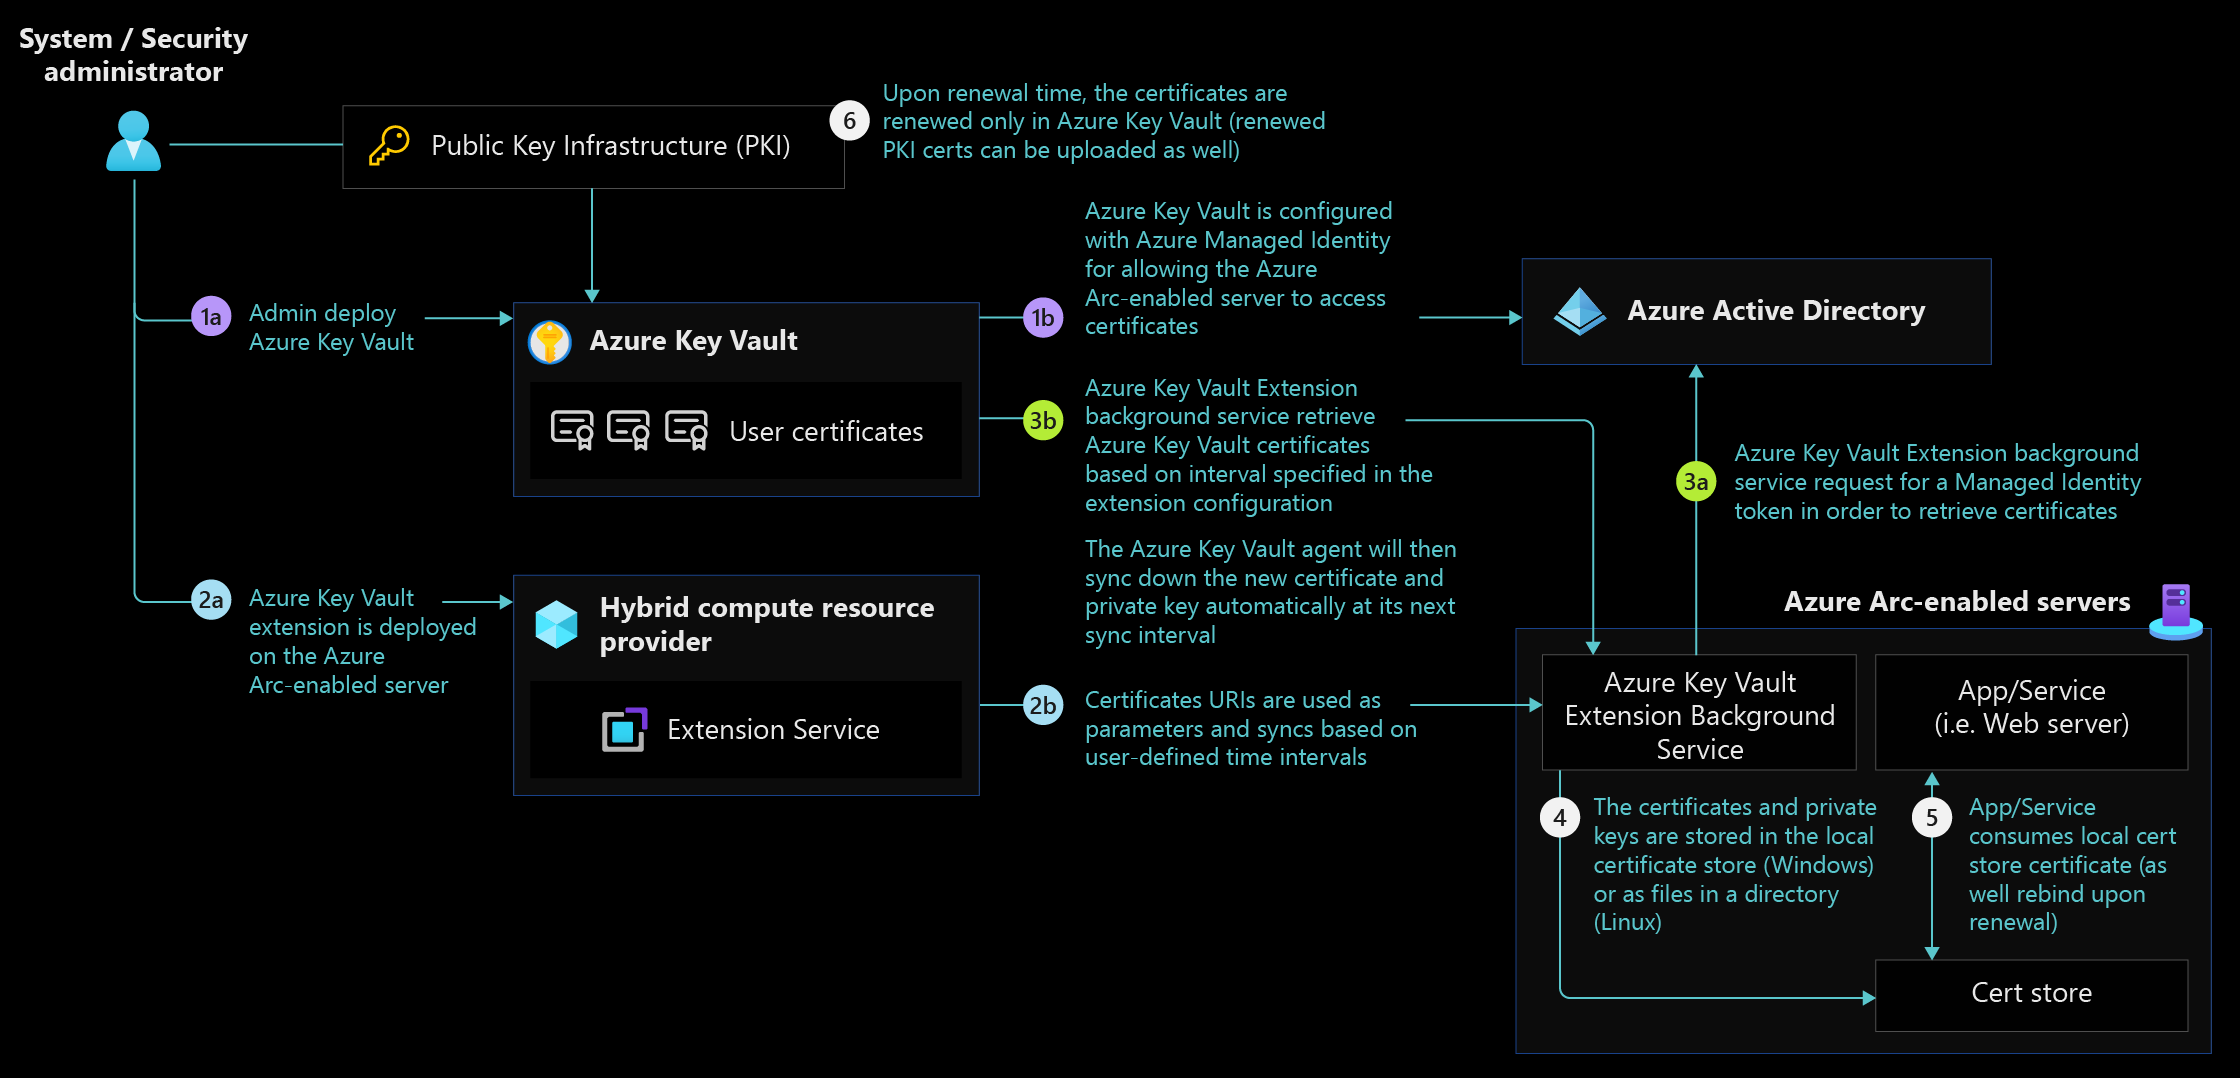 System / Security
administrator
Public Key Infrastructure (PKI)
6
Upon renewal time, the certificates are
renewed only in Azure Key Vault (renewed
PKI certs can be uploaded as well)
1a
Admin deploy
Azure Key Vault
Azure Key Vault
User certificates
1b
Azure Key Vault is configured
with Azure Managed Identity
for allowing the Azure
Arc-enabled server to access
certificates
Azure Active Directory
3b
Azure Key Vault Extension
background service retrieve
Azure Key Vault certificates
based on interval specified in the
extension configuration
The Azure Key Vault agent will then
sync down the new certificate and
private key automatically at its next
sync interval
3a
Azure Key Vault Extension background
service request for a Managed Identity
token in order to retrieve certificates
2a
Azure Key Vault
extension is deployed
on the Azure
Arc-enabled server
Hybrid compute resource
provider
Extension Service
2b
Certificates URIs are used as
parameters and syncs based on
user-defined time intervals
Azure Arc-enabled servers
Azure Key Vault
Extension Background
Service
App/Service
(i.e. Web server)
4
The certificates and private
keys are stored in the local
certificate store (Windows)
or as files in a directory
(Linux)
5
App/Service
consumes local cert
store certificate (as
well rebind upon
renewal)
Cert store